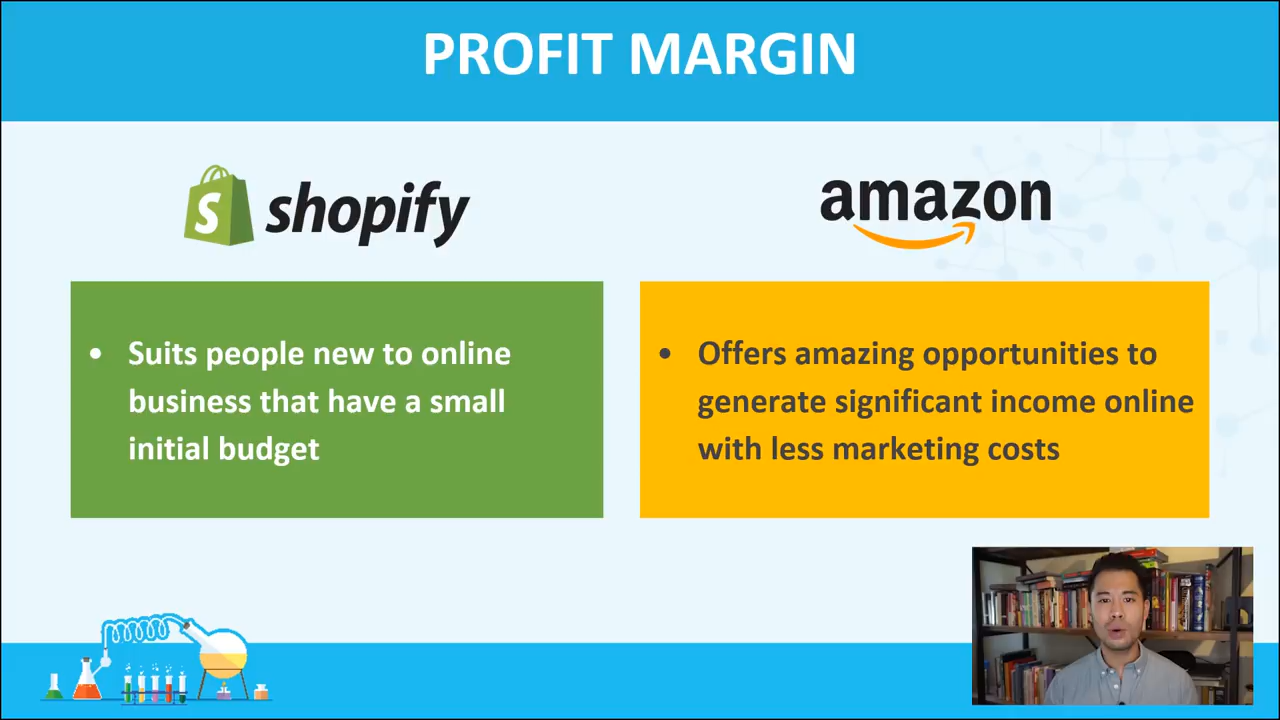 PROFIT MARGIN
S shopify
amazon
• Suits people new to online
business that have a small
initial budget
• Offers amazing opportunities to
generate significant income online
with less marketing costs